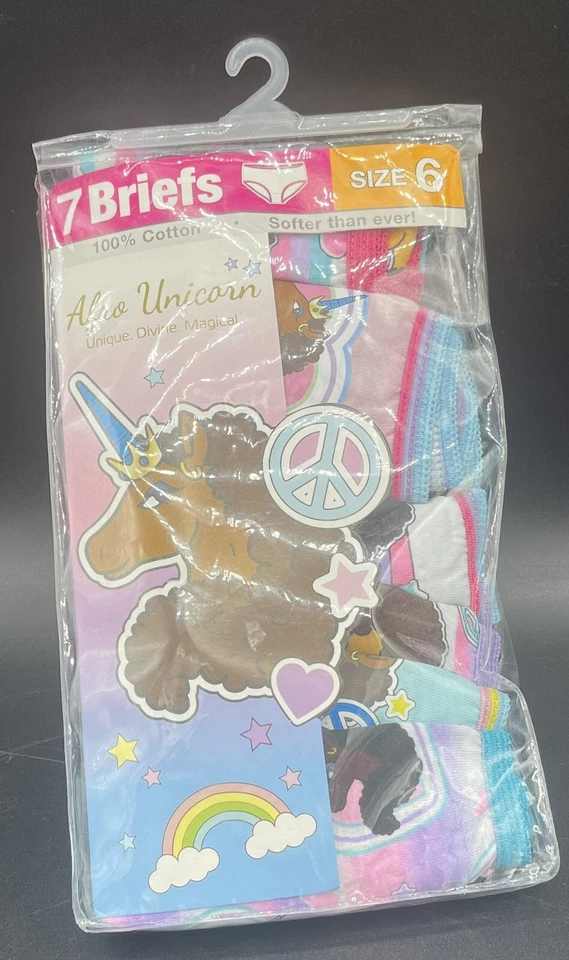 7 Briefs
SIZE 6
100% Cotton • Softer than ever!
Afro Unicorn
Unique. Divine. Magical